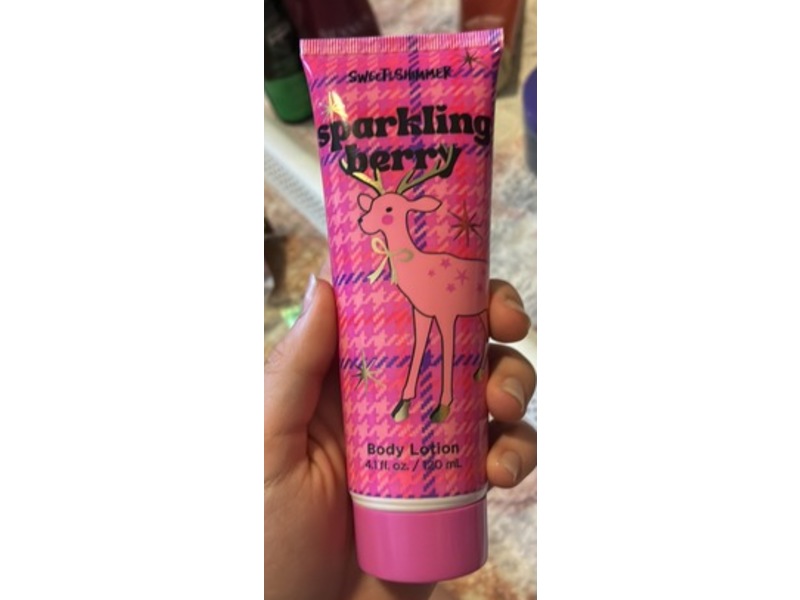 SWEET&SHIMMER
sparkling
berry
Body Lotion
4.1 fl. oz. / 120 mL